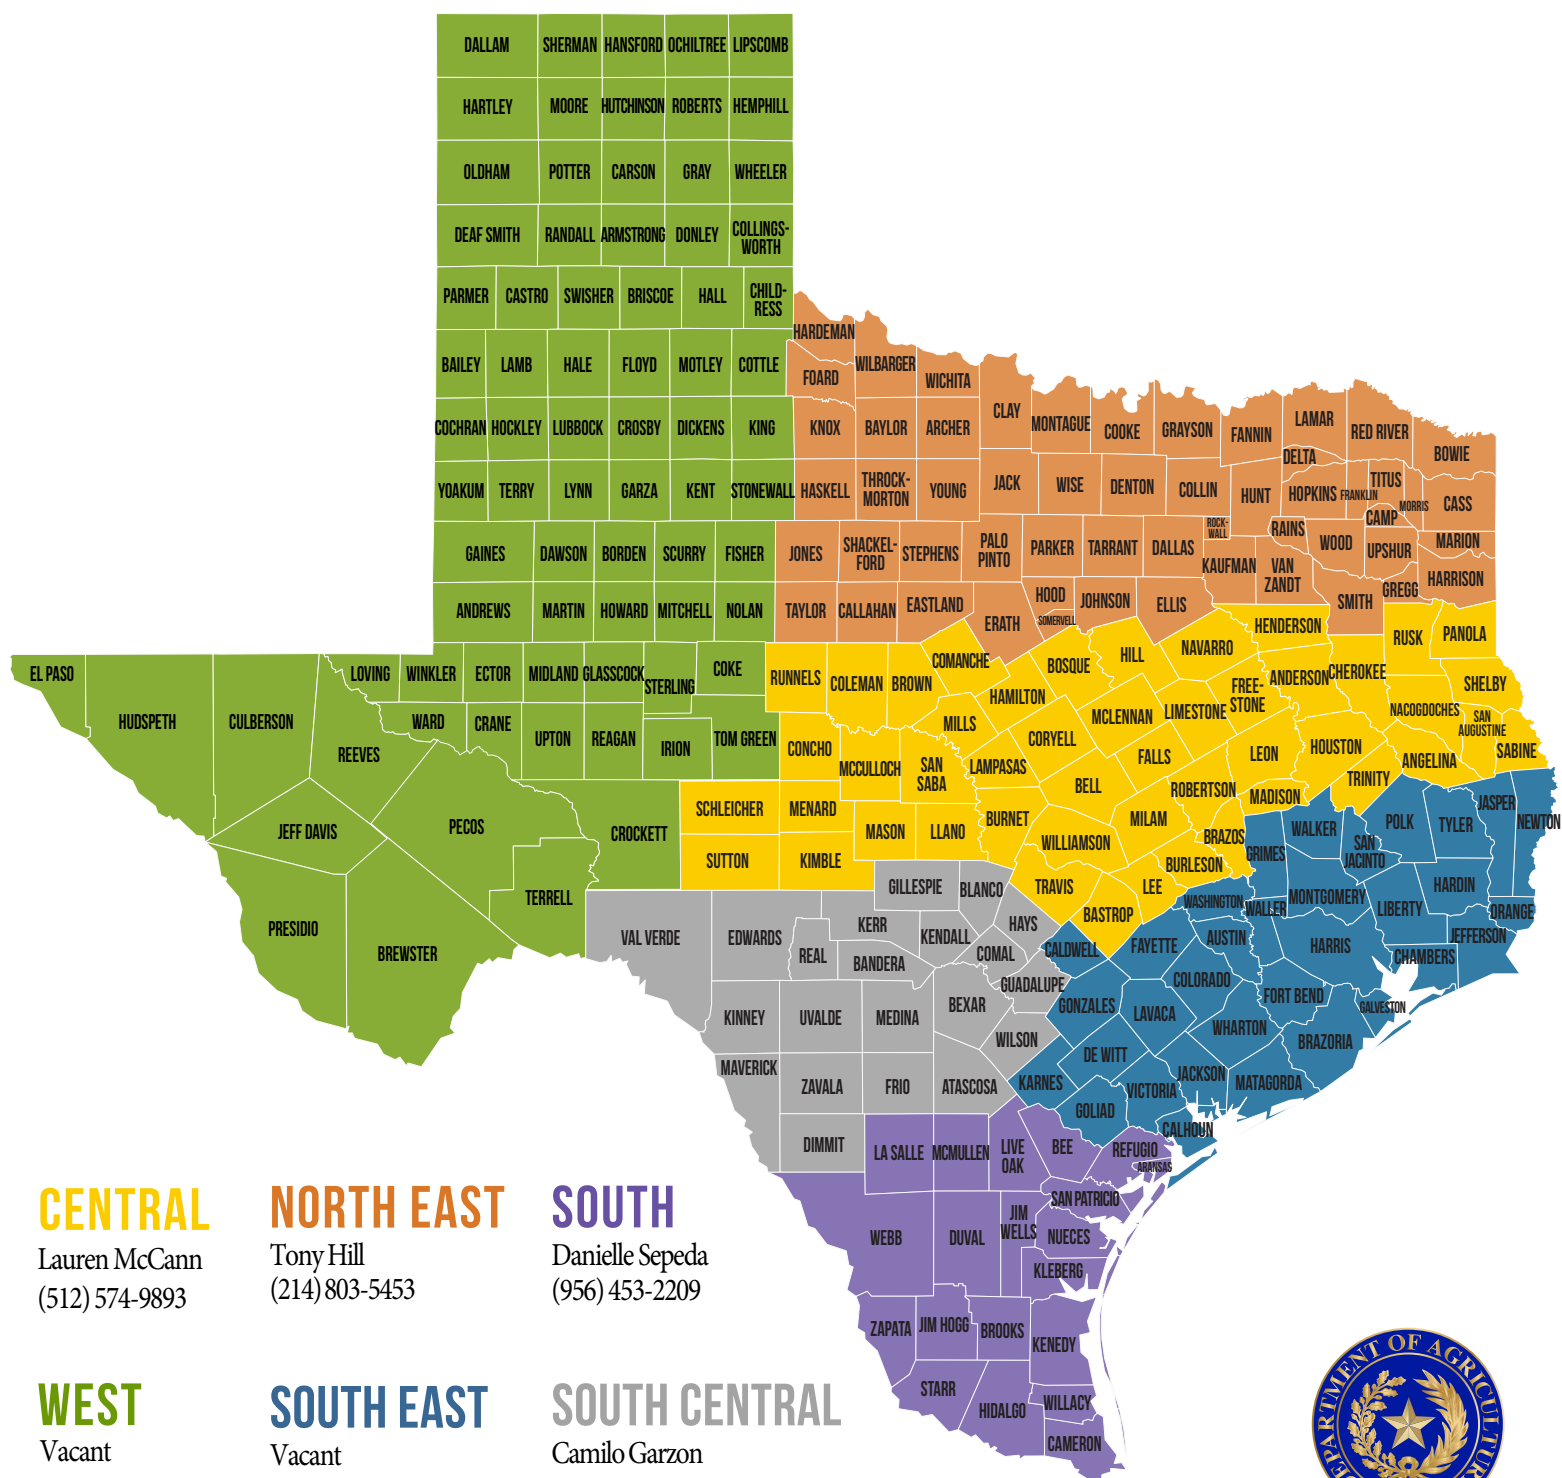 DALLAM SHERMAN HANSFORD OCHILTREE LIPSCOMB
HARTLEY MOORE HUTCHINSON ROBERTS HEMPHILL
OLDHAM POTTER CARSON GRAY WHEELER
DEAF SMITH RANDALL ARMSTRONG DONLEY COLLINGS-
WORTH
PARMER CASTRO SWISHER BRISCOE HALL CHILD-
RESS
HARDEMAN
BAILEY LAMB HALE FLOYD MOTLEY COTTLE FOARD WILBARGER WICHITA
COCHRAN HOCKLEY LUBBOCK CROSBY DICKENS KING KNOX BAYLOR ARCHER CLAY MONTAGUE COOKE GRAYSON FANNIN LAMAR RED RIVER BOWIE
DELTA
YOAKUM TERRY LYNN GARZA KENT STONEWALL HASKELL THROCK-
MORTON YOUNG JACK WISE DENTON COLLIN HUNT HOPKINS FRANKLIN TITUS MORRIS CASS
CAMP
ROCK-
WALL RAINS WOOD UPSHUR MARION
GAINES DAWSON BORDEN SCURRY FISHER JONES SHACKEL-
FORD STEPHENS PALO
PINTO PARKER TARRANT DALLAS KAUFMAN VAN
ZANDT HARRISON
ANDREWS MARTIN HOWARD MITCHELL NOLAN TAYLOR CALLAHAN EASTLAND ERATH HOOD SOMERVELL JOHNSON ELLIS SMITH GREGG
HENDERSON RUSK PANOLA
EL PASO HUDSPETH CULBERSON LOVING WINKLER ECTOR MIDLAND GLASSCOCK STERLING COKE RUNNELS COLEMAN BROWN COMANCHE HAMILTON BOSQUE HILL NAVARRO FREE-
STONE ANDERSON CHEROKEE SHELBY
REEVES WARD CRANE UPTON REAGAN IRION TOM GREEN CONCHO MCCULLOCH SAN
SABA MILLS LAMPASAS CORYELL MCLENNAN LIMESTONE FALLS LEON HOUSTON NACOGDOCHES SAN
AUGUSTINE SABINE
ANGELINA TRINITY
JEFF DAVIS PECOS CROCKETT SCHLEICHER MENARD MASON LLANO BURNET BELL MILAM ROBERTSON MADISON
SUTTON KIMBLE WILLIAMSON BRAZOS BURLESON GRIMES WALKER SAN
JACINTO POLK TYLER JASPER NEWTON
PRESIDIO BREWSTER TERRELL GILLESPIE BLANCO TRAVIS BASTROP LEE WASHINGTON WALLER MONTGOMERY LIBERTY HARDIN ORANGE
VAL VERDE EDWARDS KERR REAL BANDERA KENDALL HAYS COMAL CALDWELL FAYETTE AUSTIN HARRIS CHAMBERS JEFFERSON
KINNEY UVALDE MEDINA BEXAR GUADALUPE GONZALES LAVACA COLORADO WHARTON FORT BEND GALVESTON
BRAZORIA
MAVERICK ZAVALA FRIO ATASCOSA WILSON KARNES DE WITT VICTORIA JACKSON MATAGORDA
DIMMIT LA SALLE MCMULLEN LIVE
OAK BEE GOLIAD REFUGIO CALHOUN
ARANSAS
SAN PATRICIO
WEBB DUVAL JIM
WELLS NUECES
KLEBERG
ZAPATA JIM HOGG BROOKS KENEDY
STARR HIDALGO WILLACY
CAMERON
CENTRAL
Lauren McCann
(512) 574-9893
NORTH EAST
Tony Hill
(214) 803-5453
SOUTH
Danielle Sepeda
(956) 453-2209
WEST
Vacant
SOUTH EAST
Vacant
SOUTH CENTRAL
Camilo Garzon
DEPARTMENT OF AGRICULTUR